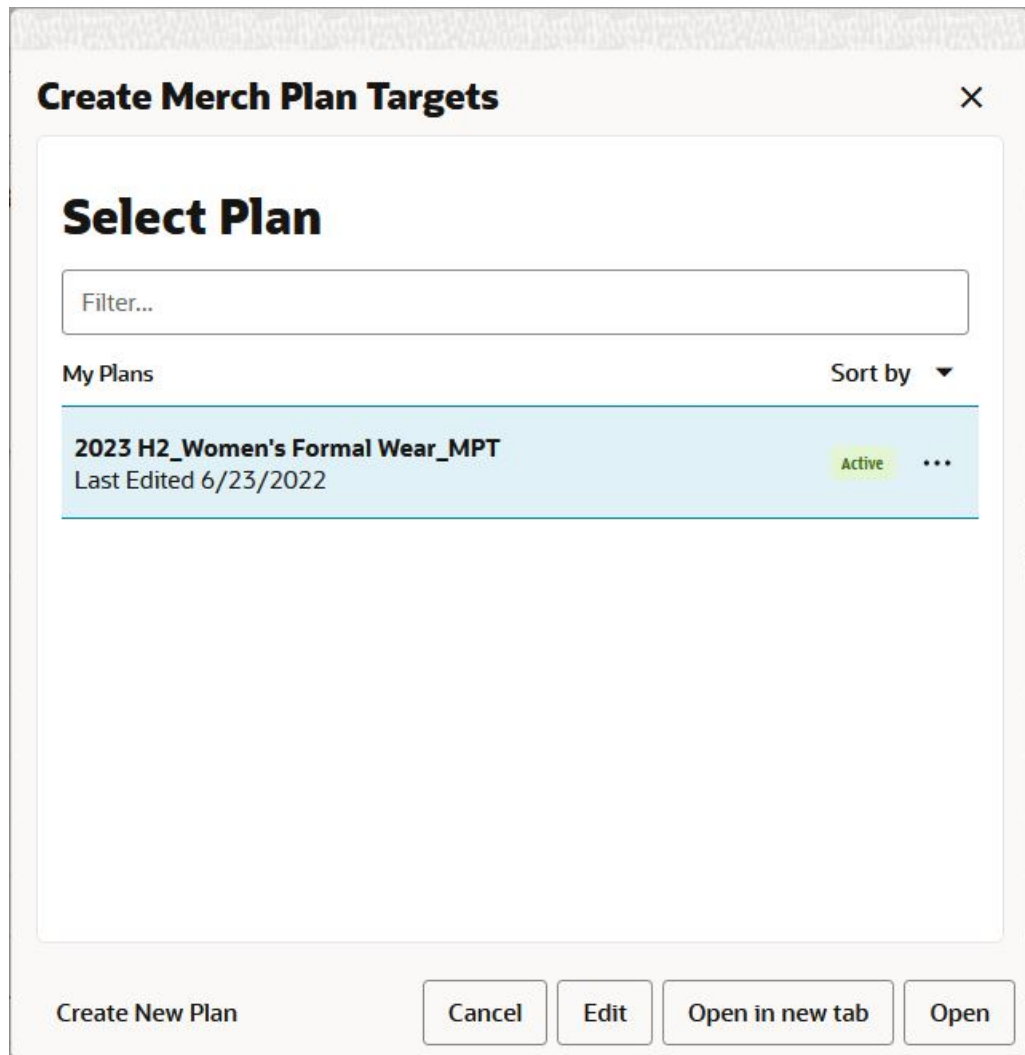 Create Merch Plan Targets
Select Plan
Filter...
My Plans Sort by
2023 H2_Women's Formal Wear_MPT
Last Edited 6/23/2022 Active
Create New Plan Cancel Edit Open in new tab Open